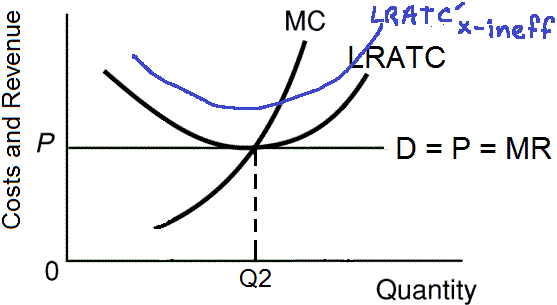 LRATC'x-ineff
MC
LRATC
Costs and Revenue
P
D = P = MR
0
Q2
Quantity